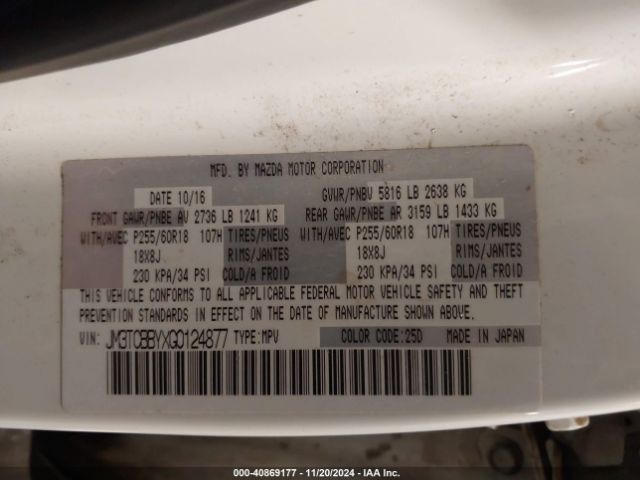 MFD. BY MAZDA MOTOR CORPORATION
DATE 10/16 GVWR/PNBV 5816 LB 2638 KG
FRONT GAWR/PNBE AV 2736 LB 1241 KG REAR GAWR/PNBE AR 3159 LB 1433 KG
WITH/AVEC P255/60R18 107H TIRES/PNEUS WITH/AVEC P255/60R18 107H TIRES/PNEUS
18X8J RIMS/JANTES 18X8J RIMS/JANTES
230 KPA/34 PSI COLD/A FROID 230 KPA/34 PSI COLD/A FROID
THIS VEHICLE CONFORMS TO ALL APPLICABLE FEDERAL MOTOR VEHICLE SAFETY AND THEFT
PREVENTION STANDARDS IN EFFECT ON THE DATE OF MANUFACTURE SHOWN ABOVE.
VIN: JM3TCBBYXG0124877 TYPE:MPV COLOR CODE:25D MADE IN JAPAN
000-40869177 - 11/20/2024 - IAA Inc.